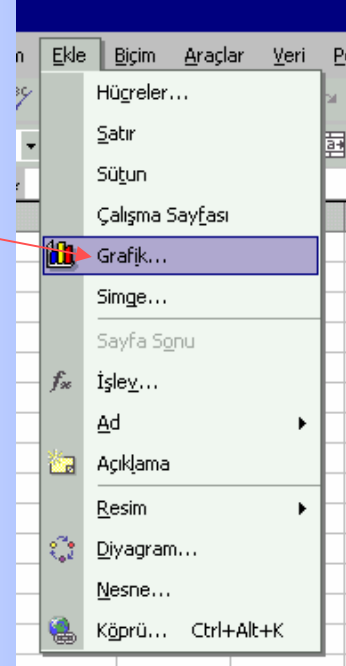 Ekle Biçim Araçlar Veri
Hücreler...
Satır
Sütun
Çalışma Sayfası
Grafik...
Simge...
Sayfa Sonu
İşlev...
Ad
Açıklama
Resim
Diyagram...
Nesne...
Köprü... Ctrl+Alt+K